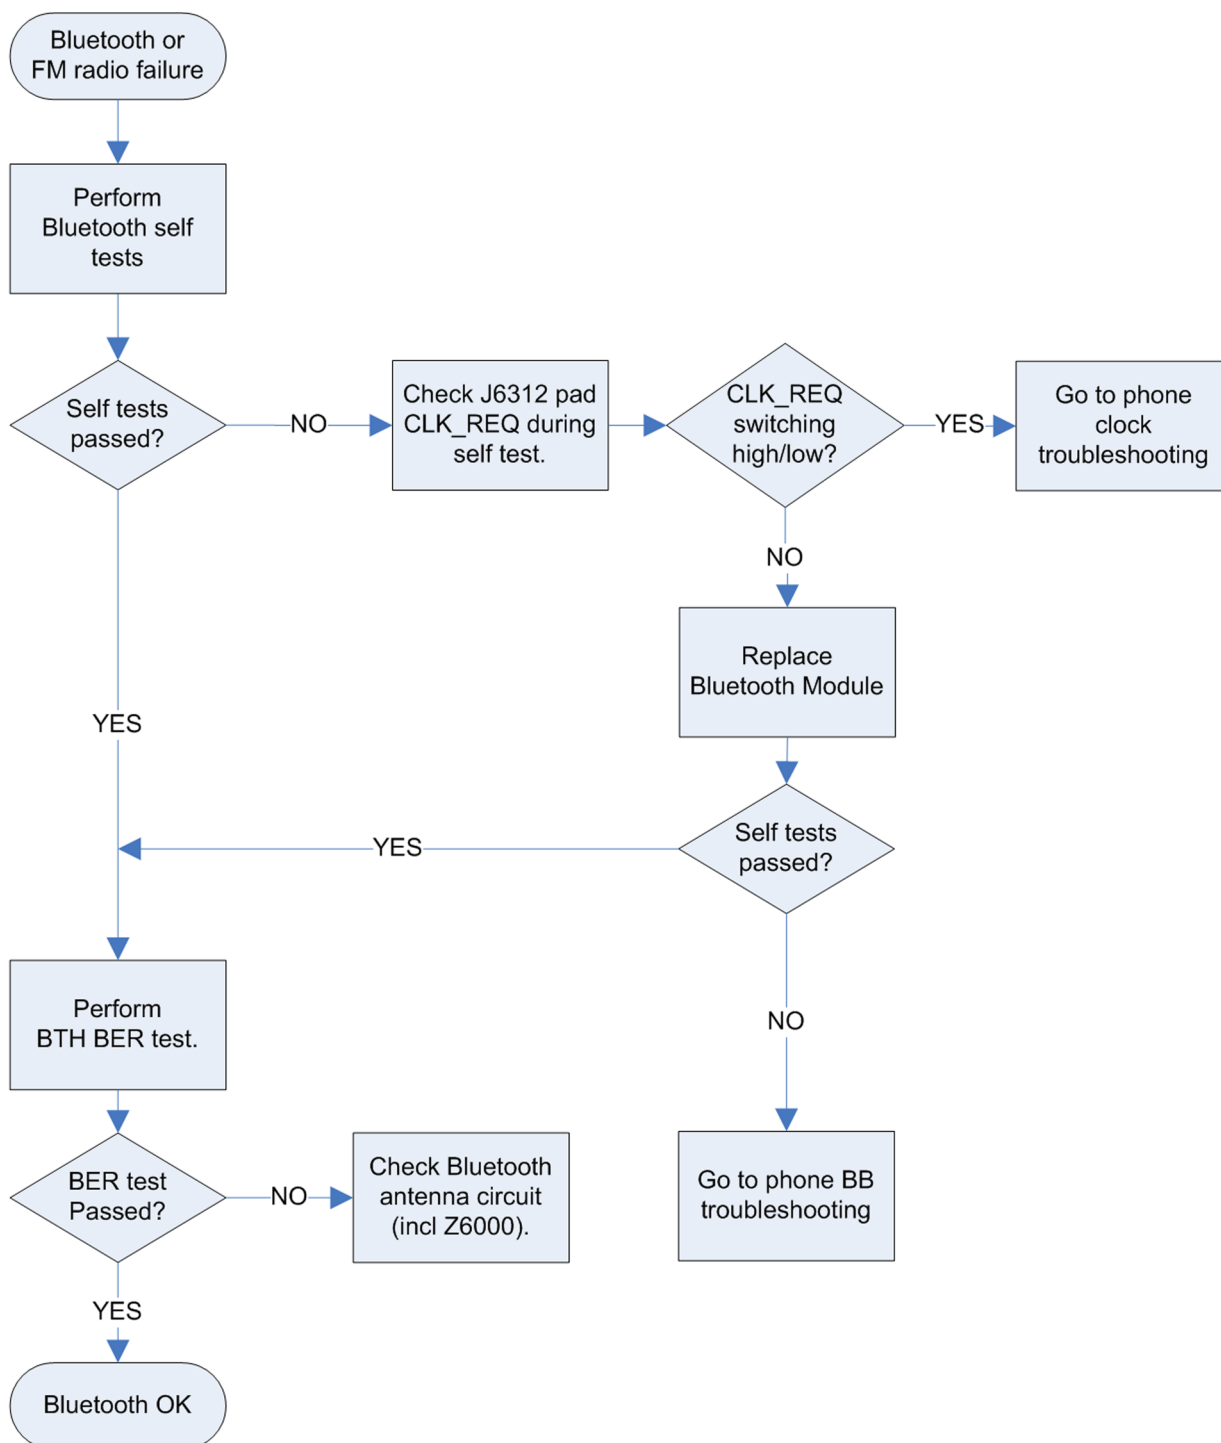 Bluetooth or
FM radio failure
Perform
Bluetooth self
tests
Self tests
passed?
NO
Check J6312 pad
CLK_REQ during
self test.
CLK_REQ
switching
high/low?
YES
Go to phone
clock
troubleshooting
NO
Replace
Bluetooth Module
YES
Self tests
passed?
YES
NO
Perform
BTH BER test.
BER test
Passed?
NO
Check Bluetooth
antenna circuit
(incl Z6000).
Go to phone BB
troubleshooting
YES
Bluetooth OK